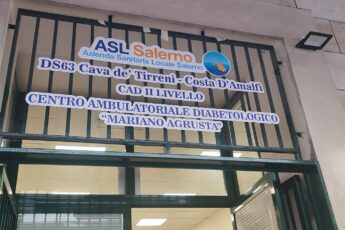 ASL Salerno
Azienda Sanitaria Locale Salerno
DS63 Cava de' Tirreni - Costa D'Amalfi
CAD II LIVELLO
CENTRO AMBULATORIALE DIABETOLOGICO
"MARIANO AGRUSTA"